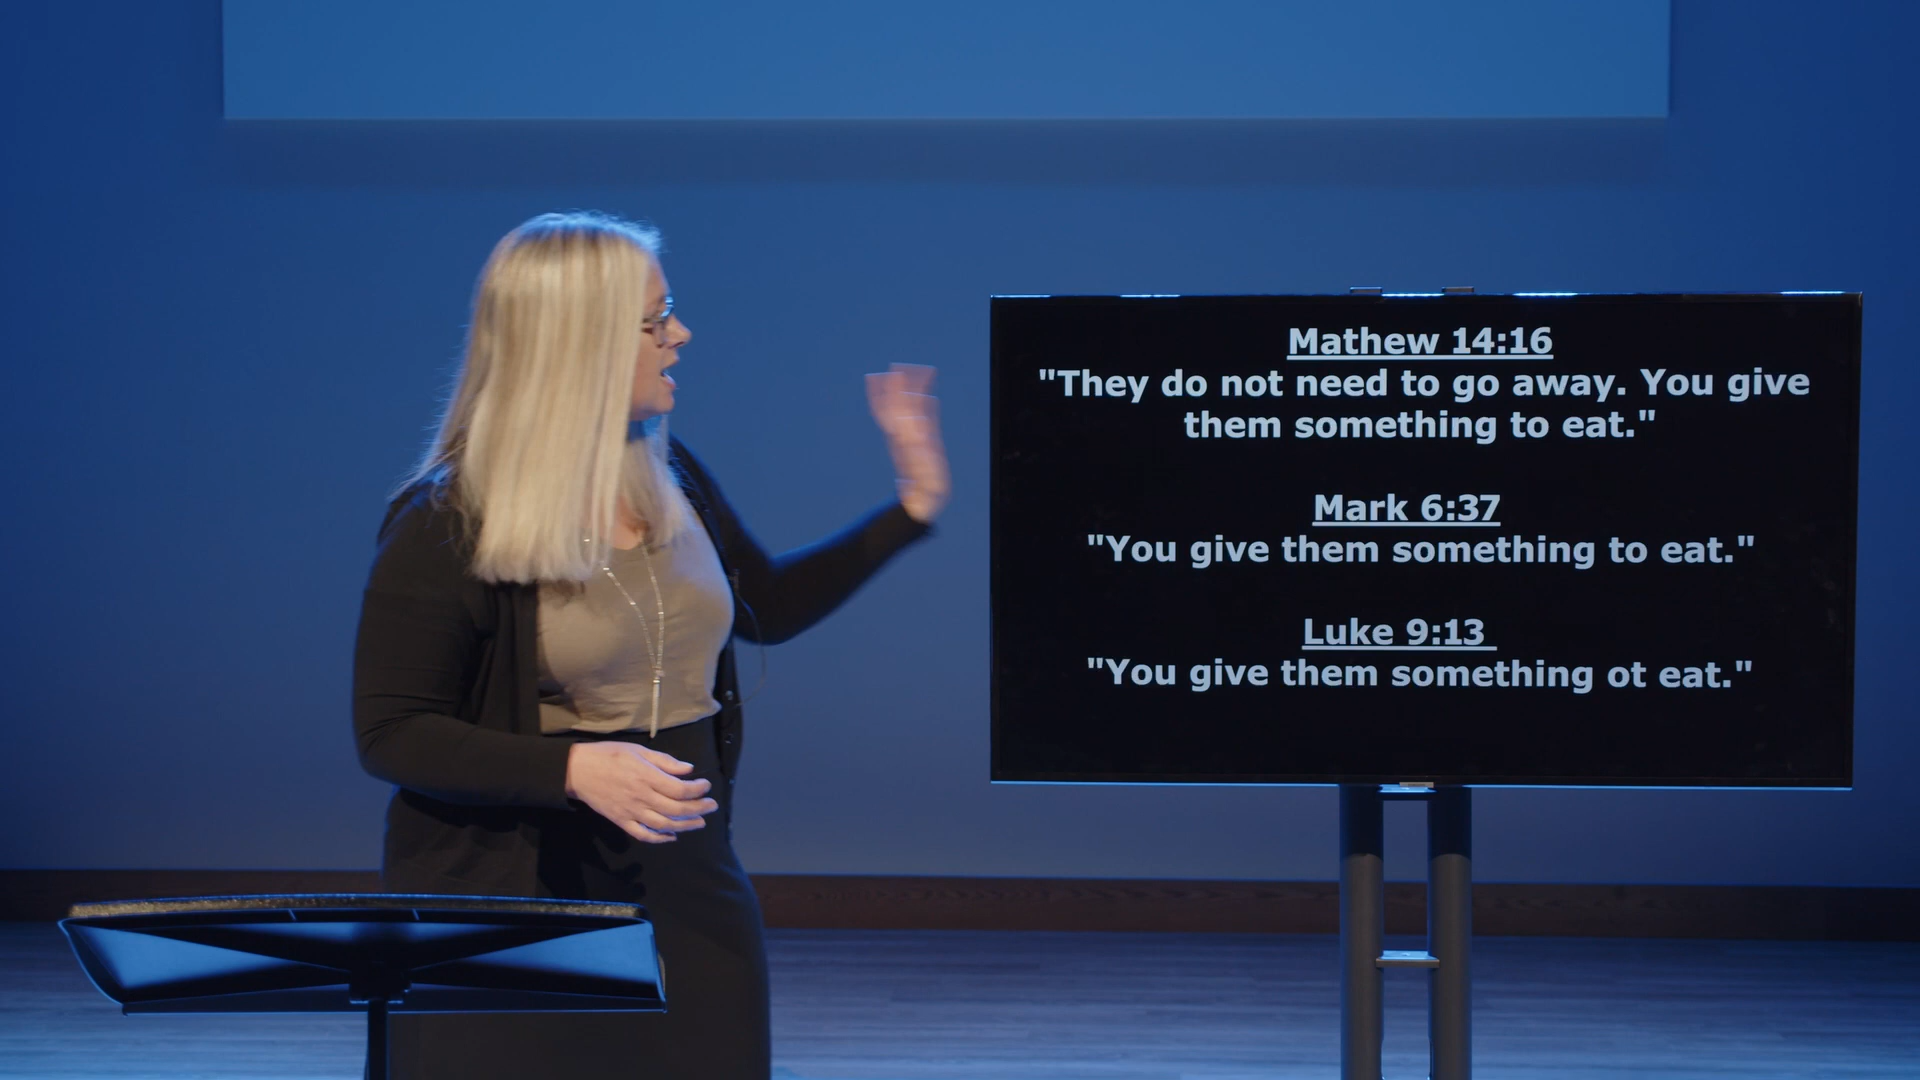 Mathew 14:16
"They do not need to go away. You give
them something to eat."
Mark 6:37
"You give them something to eat."
Luke 9:13
"You give them something ot eat."